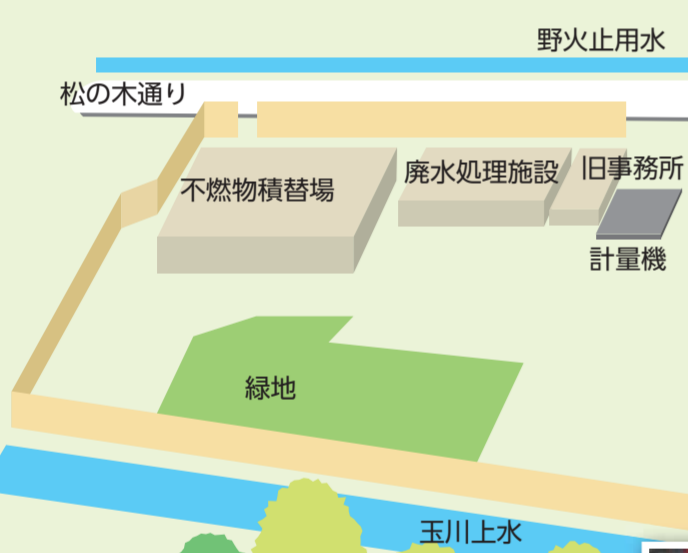 野火止用水
松の木通り
不燃物積替場
廃水処理施設
旧事務所
計量機
緑地
玉川上水